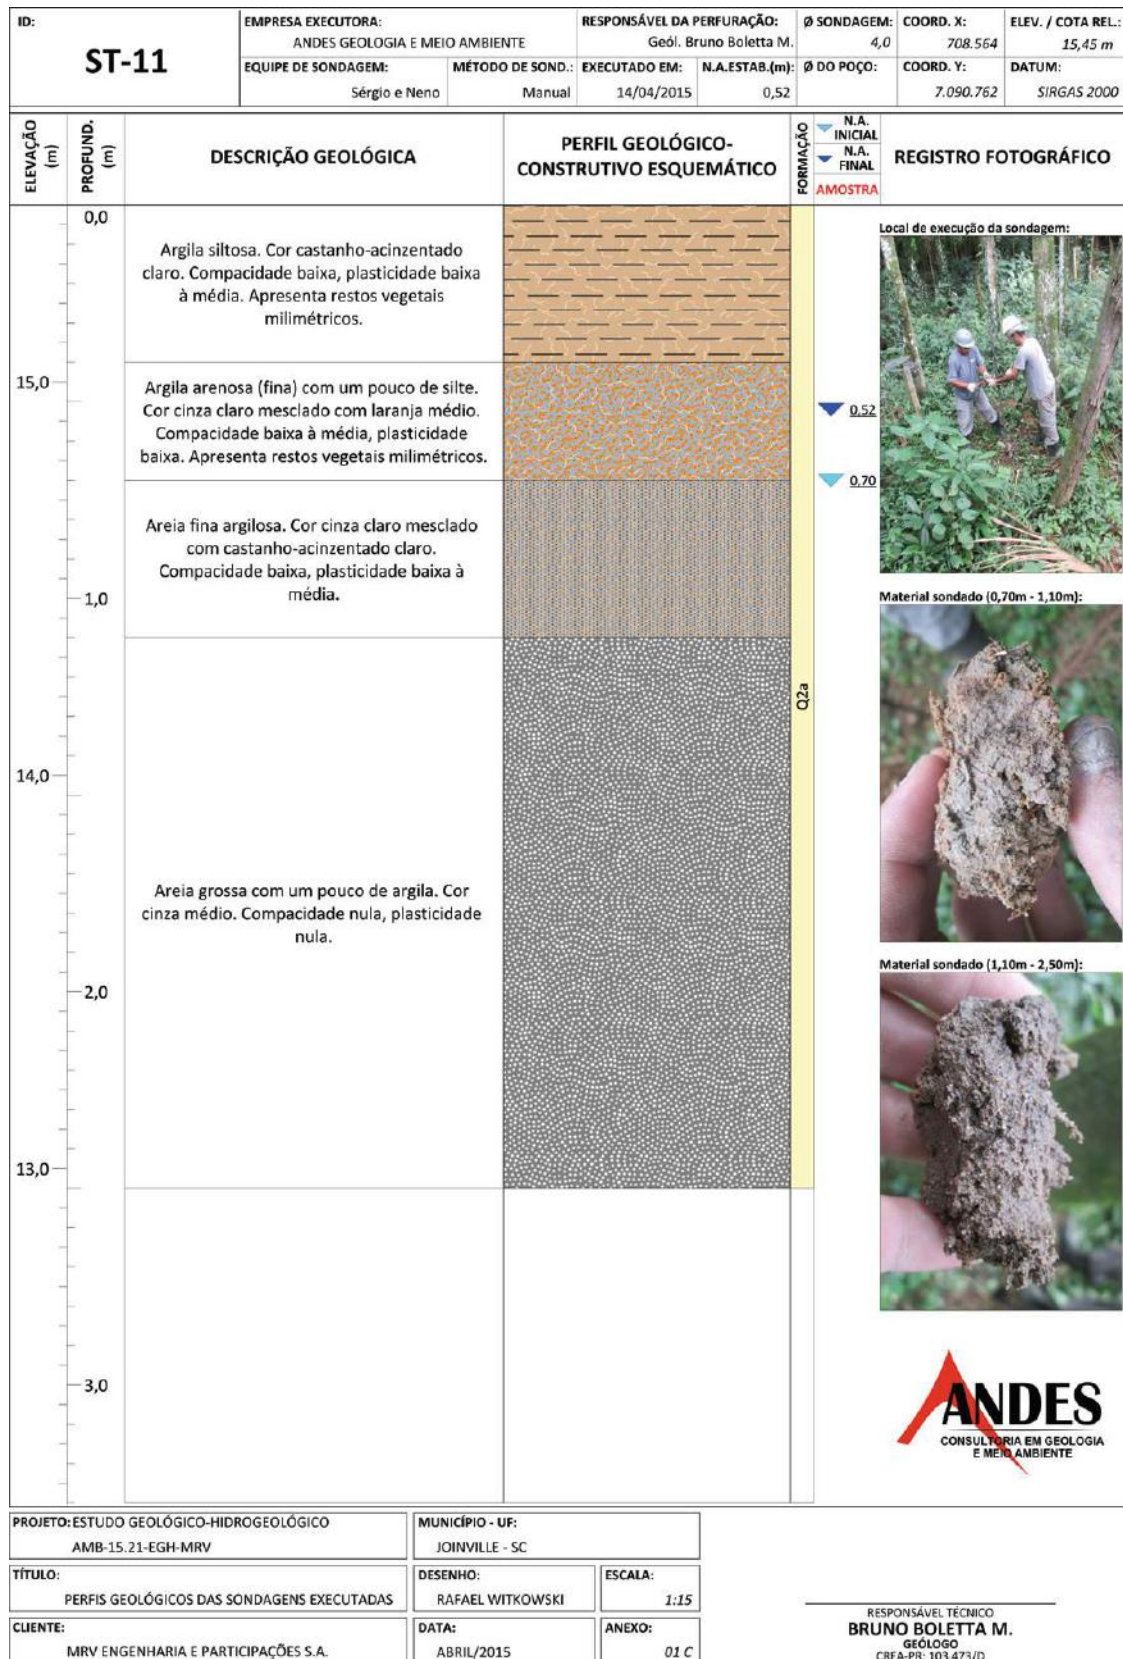 ID:
ST-11
EMPRESA EXECUTORA:
ANDES GEOLOGIA E MEIO AMBIENTE
RESPONSÁVEL DA PERFURAÇÃO:
Geól. Bruno Boletta M.
Ø SONDAGEM:
4,0
COORD. X:
708.564
ELEV. / COTA REL.:
15,45 m
EQUIPE DE SONDAGEM:
Sérgio e Neno
MÉTODO DE SOND.:
Manual
EXECUTADO EM:
14/04/2015
N.A.ESTAB.(m):
0,52
Ø DO POÇO:
COORD. Y:
7.090.762
DATUM:
SIRGAS 2000
ELEVAÇÃO
(m)
PROFUND.
(m)
DESCRIÇÃO GEOLÓGICA
PERFIL GEOLÓGICO-
CONSTRUTIVO ESQUEMÁTICO
FORMAÇÃO
N.A.
INICIAL
N.A.
FINAL
AMOSTRA
REGISTRO FOTOGRÁFICO
0,0
Argila siltosa. Cor castanho-acinzentado
claro. Compacidade baixa, plasticidade baixa
à média. Apresenta restos vegetais
milimétricos.
Local de execução da sondagem:
15,0
Argila arenosa (fina) com um pouco de silte.
Cor cinza claro mesclado com laranja médio.
Compacidade baixa à média, plasticidade
baixa. Apresenta restos vegetais milimétricos.
0,52
0,70
Areia fina argilosa. Cor cinza claro mesclado
com castanho-acinzentado claro.
Compacidade baixa, plasticidade baixa à
média.
1,0
Material sondado (0,70m - 1,10m):
Q2a
14,0
Areia grossa com um pouco de argila. Cor
cinza médio. Compacidade nula, plasticidade
nula.
Material sondado (1,10m - 2,50m):
2,0
13,0
3,0
ANDES
CONSULTORIA EM GEOLOGIA
E MEIO AMBIENTE
PROJETO: ESTUDO GEOLÓGICO-HIDROGEOLÓGICO
AMB-15.21-EGH-MRV
MUNICÍPIO - UF:
JOINVILLE - SC
TÍTULO:
PERFIS GEOLÓGICOS DAS SONDAGENS EXECUTADAS
DESENHO:
RAFAEL WITKOWSKI
ESCALA:
1:15
CLIENTE:
MRV ENGENHARIA E PARTICIPAÇÕES S.A.
DATA:
ABRIL/2015
ANEXO:
01 C
RESPONSÁVEL TÉCNICO
BRUNO BOLETTA M.
GEÓLOGO
CREA-PR: 103.473/D